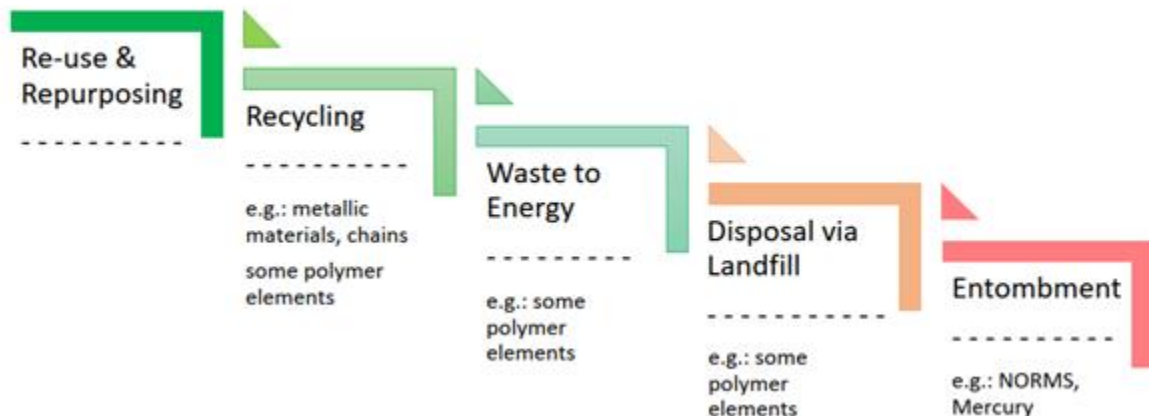 Re-use &
Repurposing
- - - - - - - - - -
Recycling
- - - - - - - - - -
e.g.: metallic
materials, chains
some polymer
elements
Waste to
Energy
- - - - - - - - -
e.g.: some
polymer
elements
Disposal via
Landfill
- - - - - - - - - - -
e.g.: some
polymer
elements
Entombment
- - - - - - - - - -
e.g.: NORMS,
Mercury